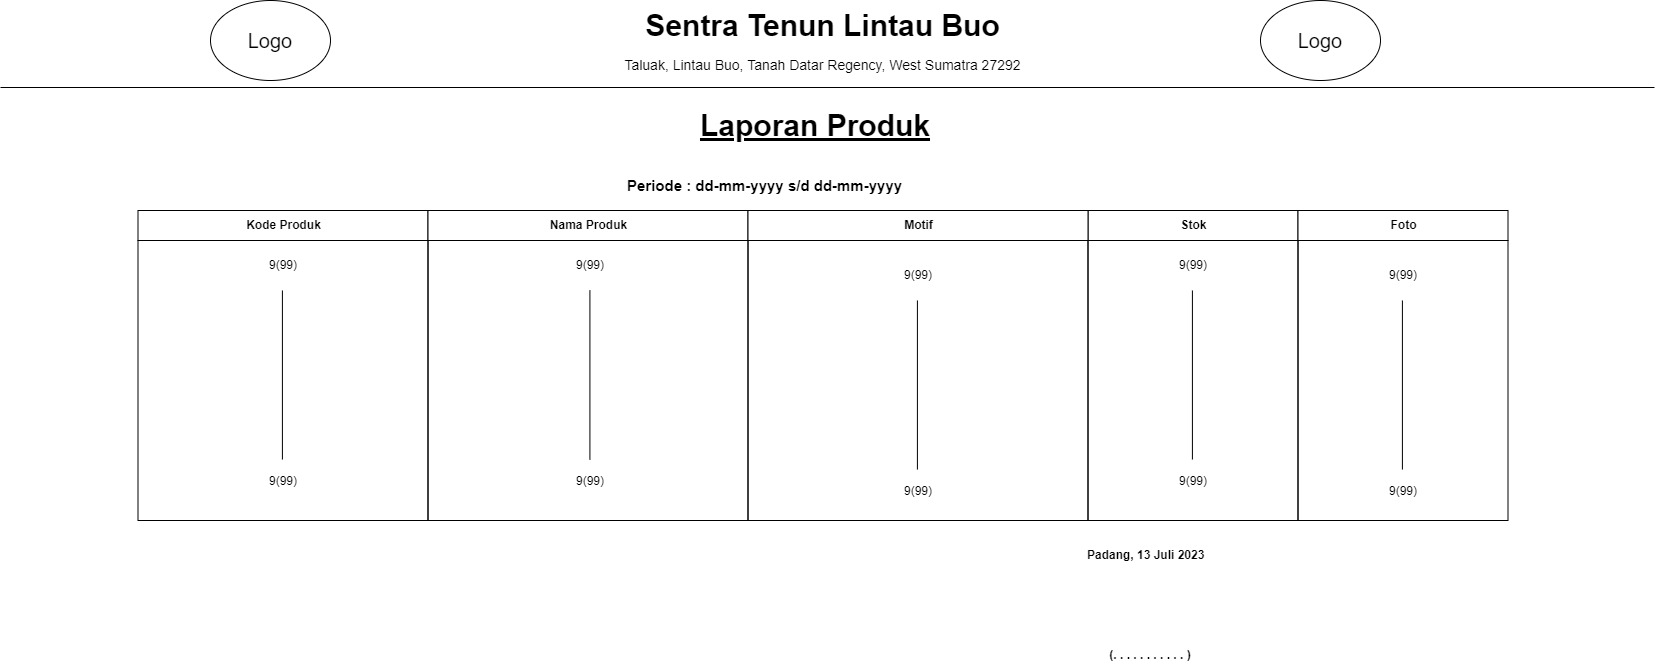 Logo
Sentra Tenun Lintau Buo
Logo
Taluak, Lintau Buo, Tanah Datar Regency, West Sumatra 27292
Laporan Produk
Periode : dd-mm-yyyy s/d dd-mm-yyyy
Kode Produk Nama Produk Motif Stok Foto
9(99) 9(99) 9(99) 9(99) 9(99)
9(99) 9(99) 9(99) 9(99) 9(99)
Padang, 13 Juli 2023
(. . . . . . . . . . . )